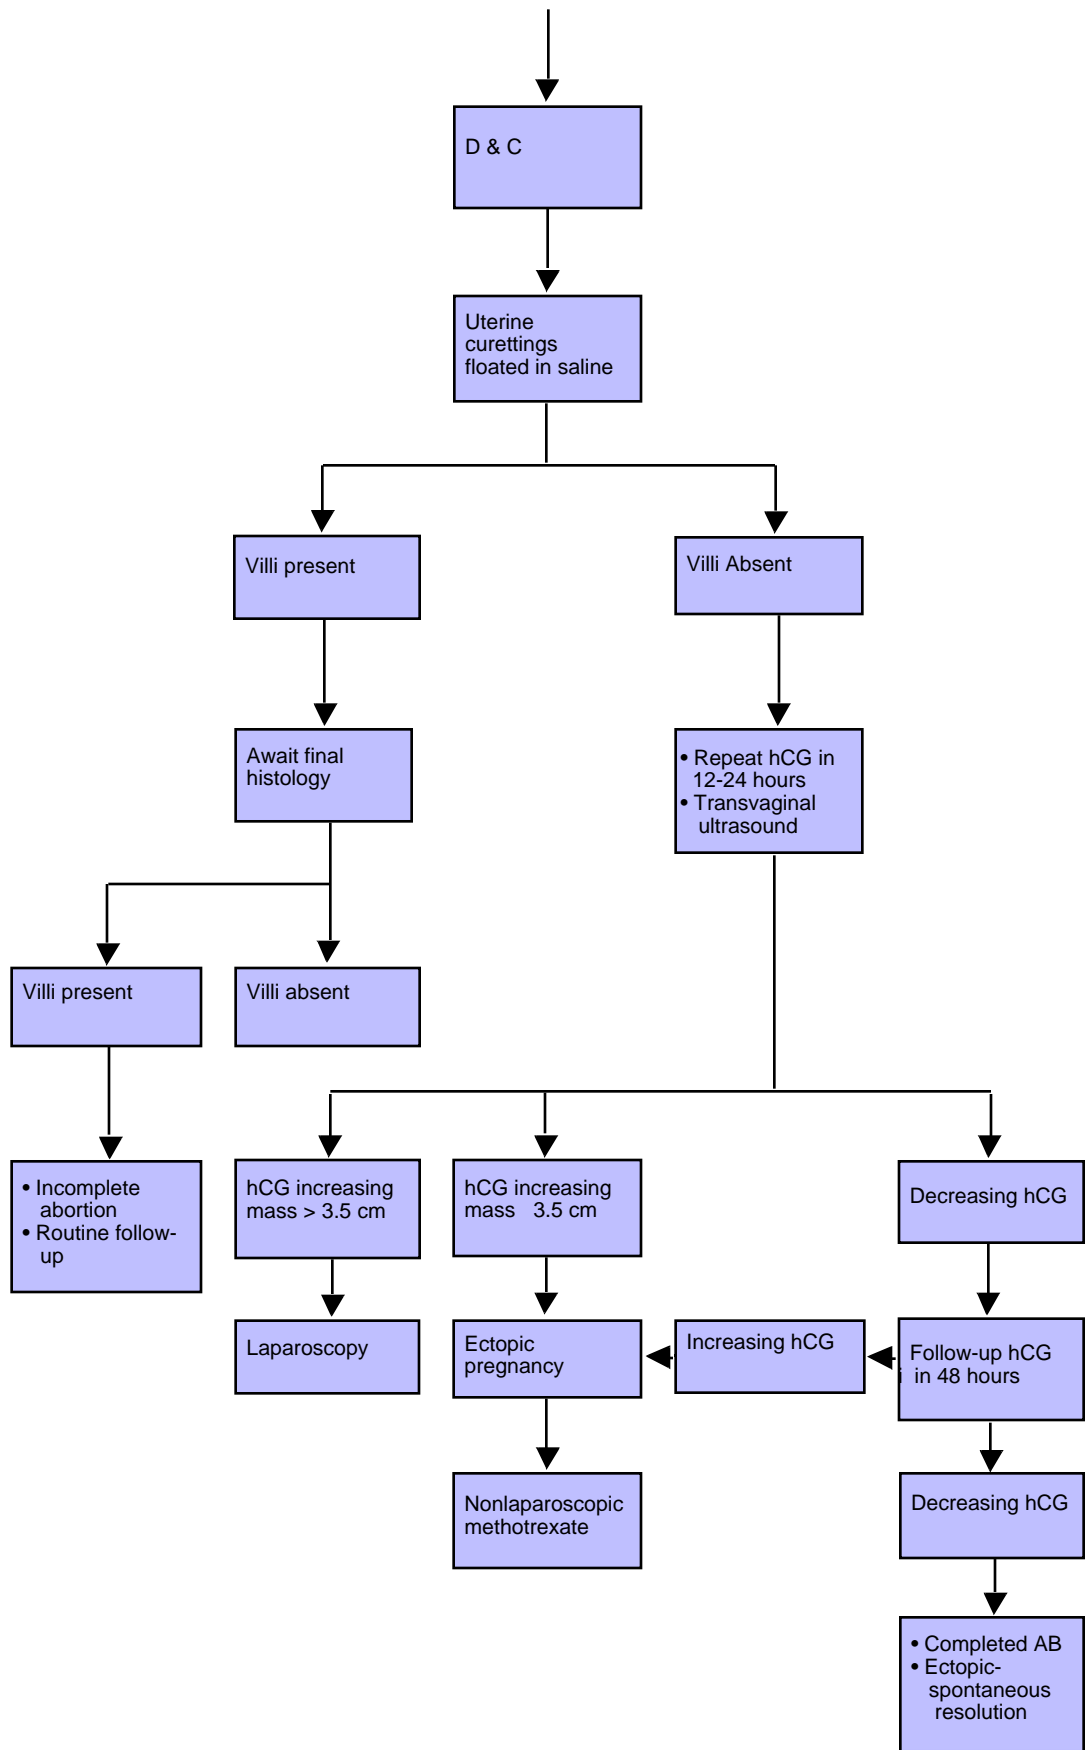 D & C
Uterine
curettings
floated in saline
Villi present
Villi Absent
Await final
histology
• Repeat hCG in
12-24 hours
• Transvaginal
ultrasound
Villi present
Villi absent
• Incomplete
abortion
• Routine follow-
up
hCG increasing
mass > 3.5 cm
hCG increasing
mass 3.5 cm
Decreasing hCG
Laparoscopy
Ectopic
pregnancy
Increasing hCG
Follow-up hCG
i in 48 hours
Nonlaparoscopic
methotrexate
Decreasing hCG
• Completed AB
• Ectopic-
spontaneous
resolution